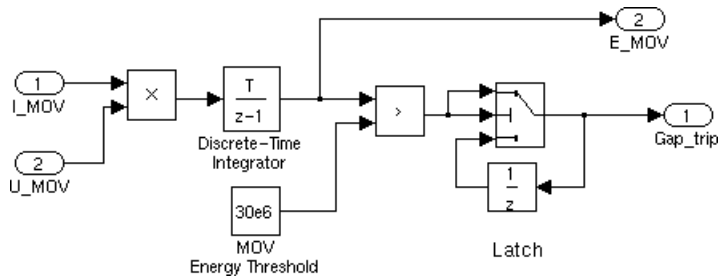 2
E_MOV
1
I_MOV
×
T
z-1
Discrete-Time
Integrator
>
1
Gap_trip
2
U_MOV
1
z
30e6
MOV
Energy Threshold
Latch